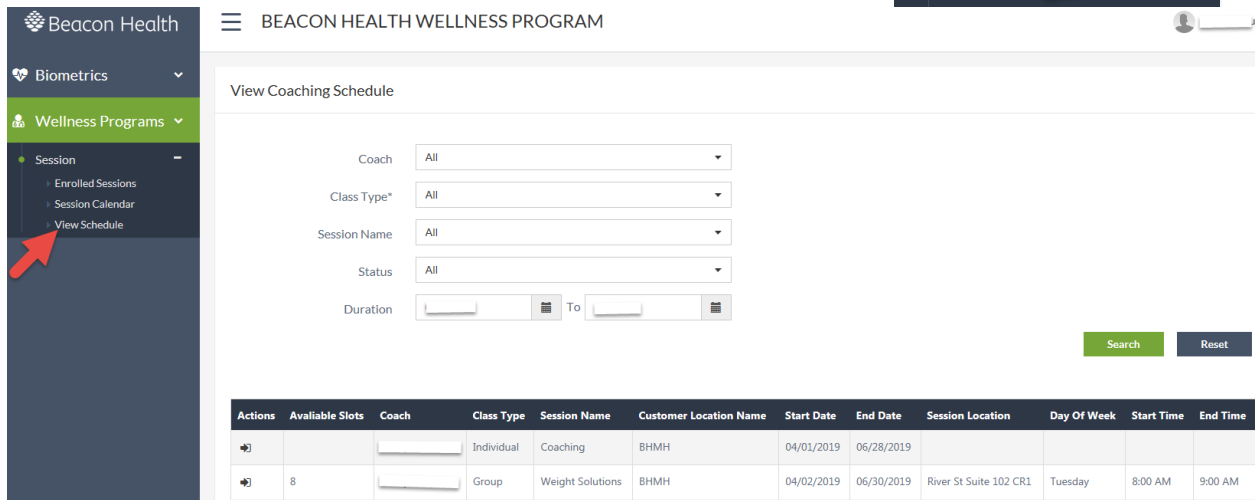 Beacon Health
BEACON HEALTH WELLNESS PROGRAM
Biometrics
Wellness Programs
Session
Enrolled Sessions
Session Calendar
View Schedule
View Coaching Schedule
Coach All
Class Type* All
Session Name All
Status All
Duration To
Search Reset
Actions Avaliable Slots Coach Class Type Session Name Customer Location Name Start Date End Date Session Location Day Of Week Start Time End Time
Individual Coaching BHMH 04/01/2019 06/28/2019
8 Group Weight Solutions BHMH 04/02/2019 06/30/2019 River St Suite 102 CR1 Tuesday 8:00 AM 9:00 AM